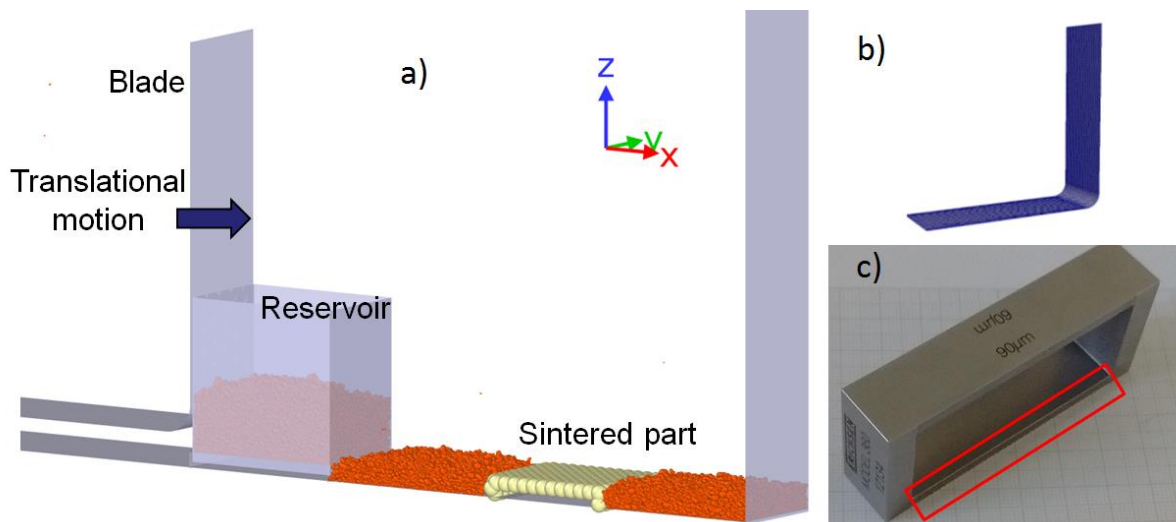 a)
Blade
Z
y
x
Translational
motion
Reservoir
Sintered part
b)
c)
60µm
90µm